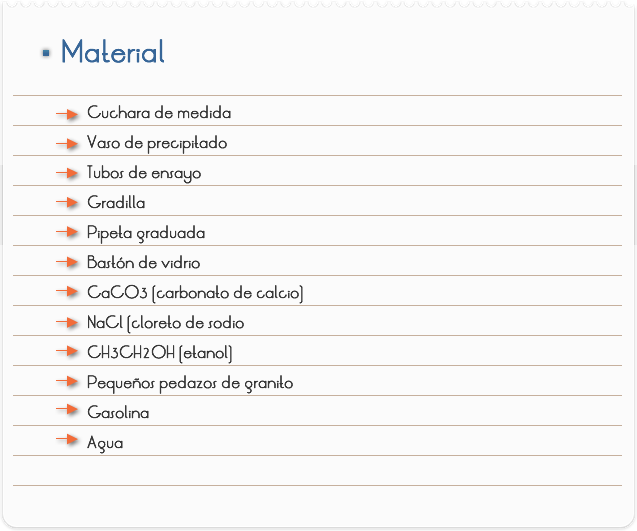 Material
Cuchara de medida
Vaso de precipitado
Tubos de ensayo
Gradilla
Pipeta graduada
Bastón de vidrio
CaCO3 (carbonato de calcio)
NaCl (cloreto de sodio
CH3CH2OH (etanol)
Pequeños pedazos de granito
Gasolina
Agua